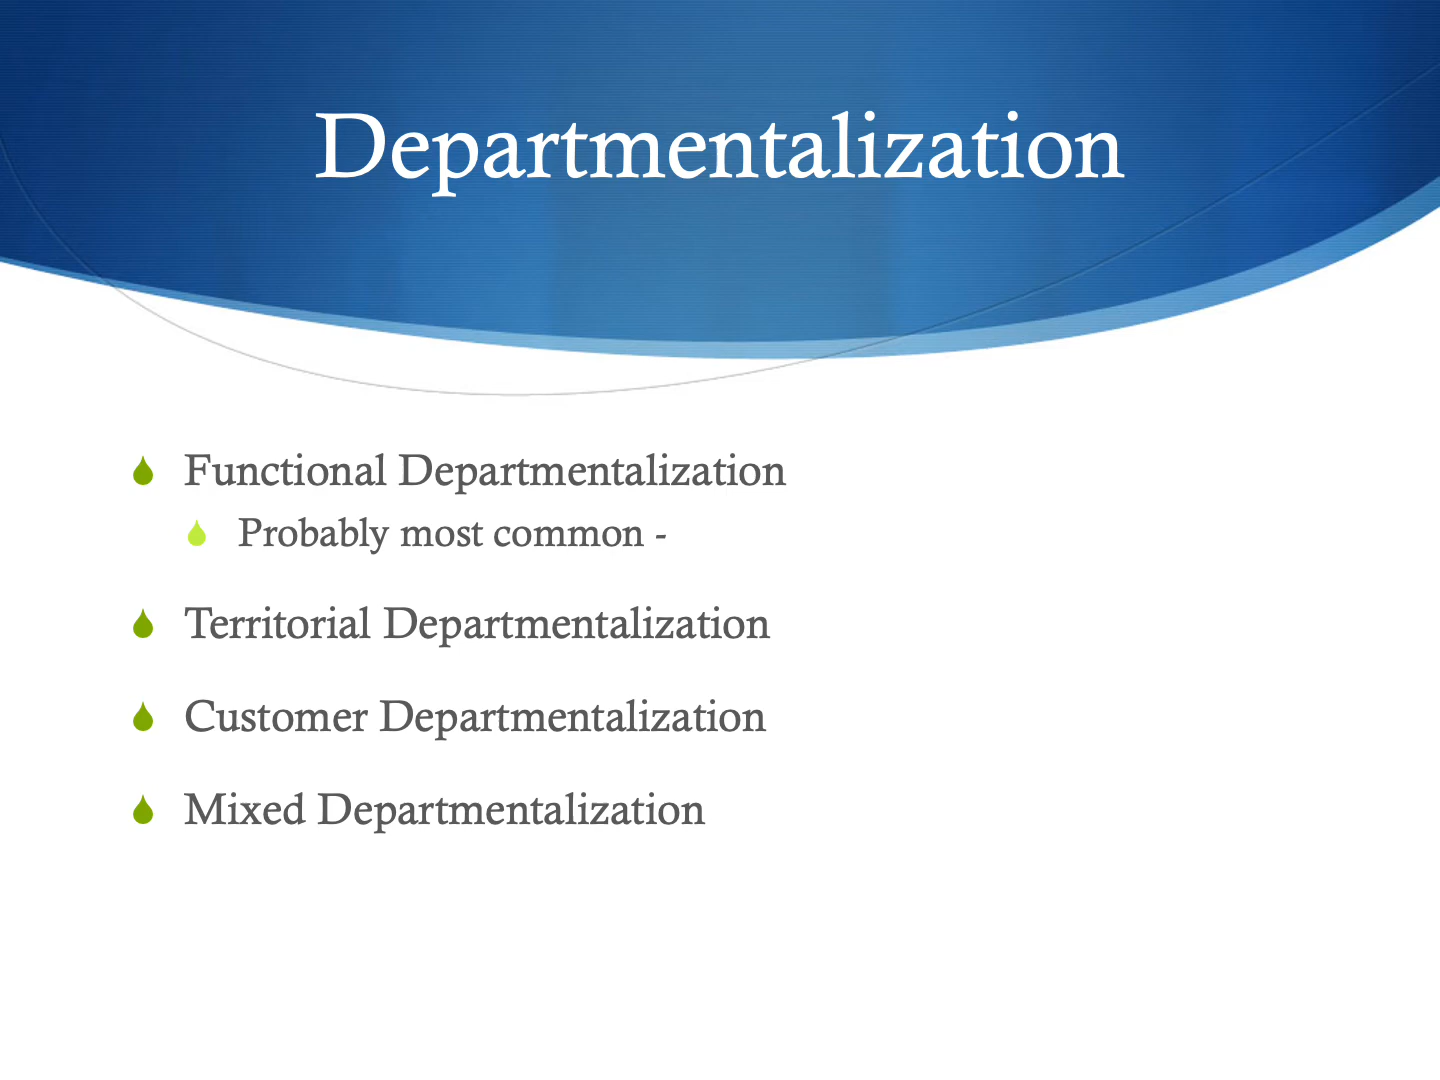 Departmentalization
Functional Departmentalization
Probably most common -
Territorial Departmentalization
Customer Departmentalization
Mixed Departmentalization